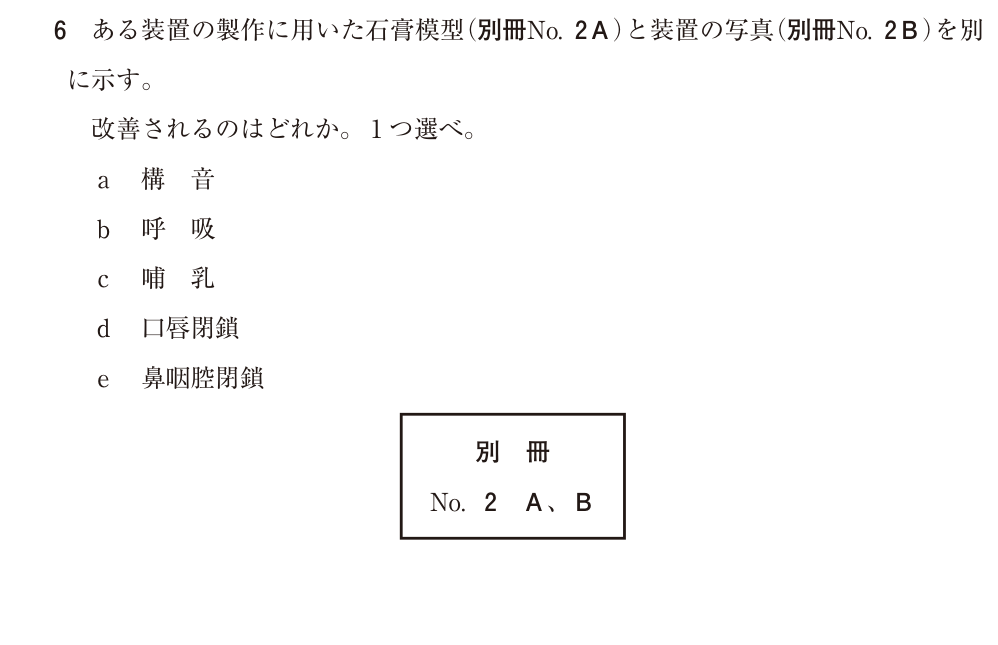 6 ある装置の製作に用いた石膏模型(別冊No. 2A)と装置の写真(別冊No. 2B)を別
に示す。
改善されるのはどれか。1つ選べ。
a 構 音
b 呼 吸
c 哺 乳
d 口唇閉鎖
e 鼻咽腔閉鎖
別 冊
No. 2 A、B